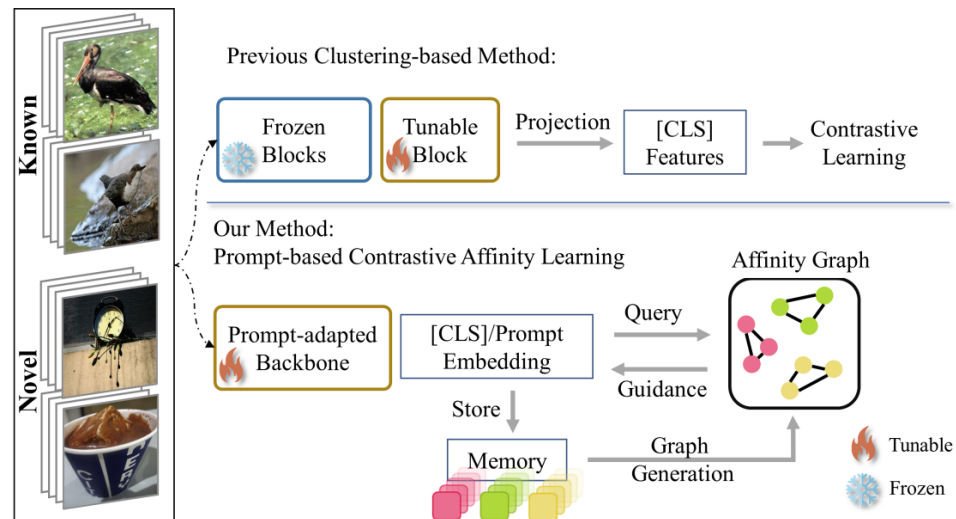 Known
Novel
Previous Clustering-based Method:
Frozen
Blocks
Tunable
Block
Projection
[CLS]
Features
Contrastive
Learning
Our Method:
Prompt-based Contrastive Affinity Learning
Prompt-adapted
Backbone
[CLS]/Prompt
Embedding
Query
Guidance
Affinity Graph
Store
Memory
Graph
Generation
Tunable
Frozen